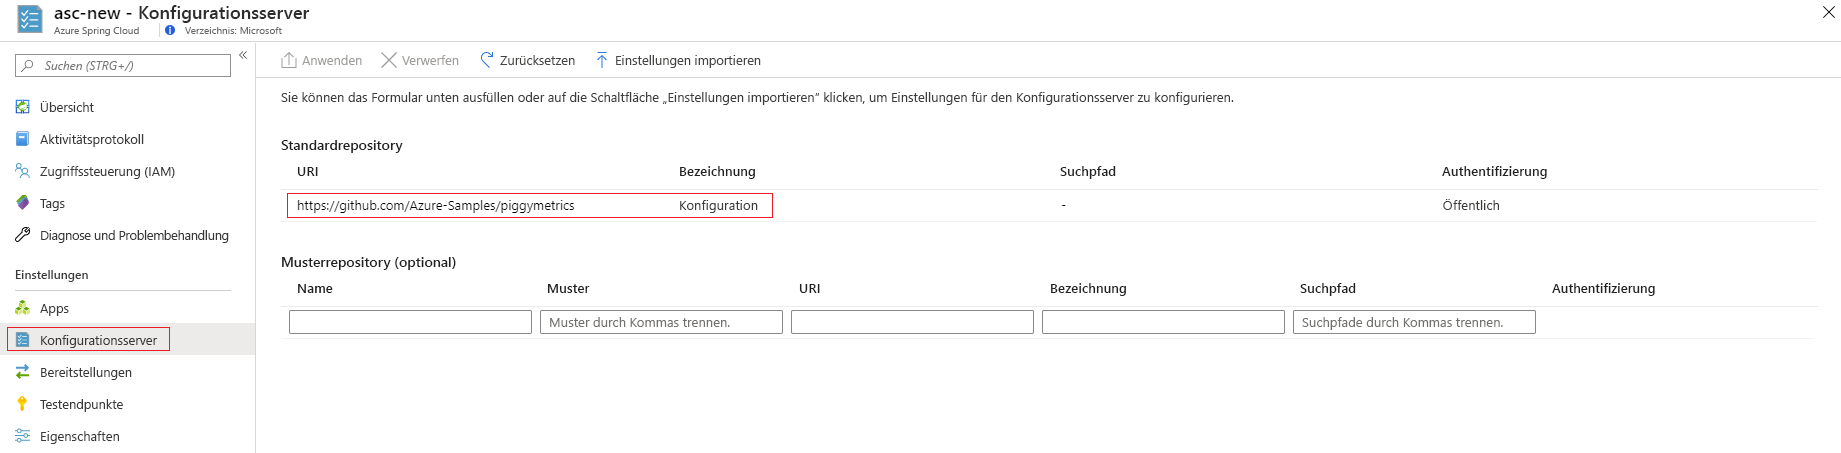 asc-new - Konfigurationsserver
Azure Spring Cloud
Verzeichnis: Microsoft
Suchen (STRG+/)
Übersicht
Aktivitätsprotokoll
Zugriffssteuerung (IAM)
Tags
Diagnose und Problembehandlung
Einstellungen
Apps
Konfigurationsserver
Bereitstellungen
Testendpunkte
Eigenschaften
Anwenden Verwerfen Zurücksetzen Einstellungen importieren
Sie können das Formular unten ausfüllen oder auf die Schaltfläche „Einstellungen importieren“ klicken, um Einstellungen für den Konfigurationsserver zu konfigurieren.
Standardrepository
URI Bezeichnung Suchpfad Authentifizierung
https://github.com/Azure-Samples/piggymetrics Konfiguration - Öffentlich
Musterrepository (optional)
Name Muster URI Bezeichnung Suchpfad Authentifizierung
Muster durch Kommas trennen. Suchpfade durch Kommas trennen.